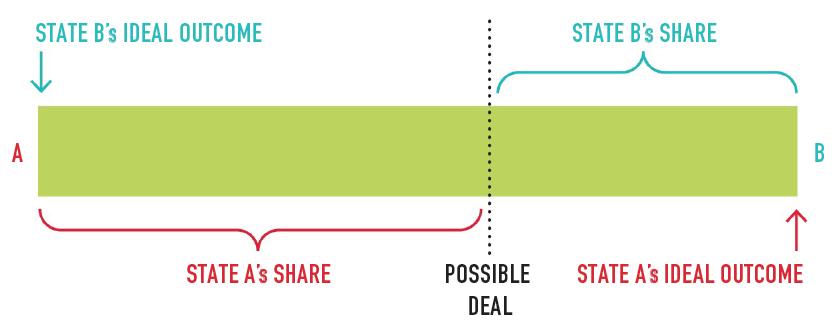 STATE B's IDEAL OUTCOME
STATE B's SHARE
A
B
STATE A's SHARE
POSSIBLE
DEAL
STATE A's IDEAL OUTCOME